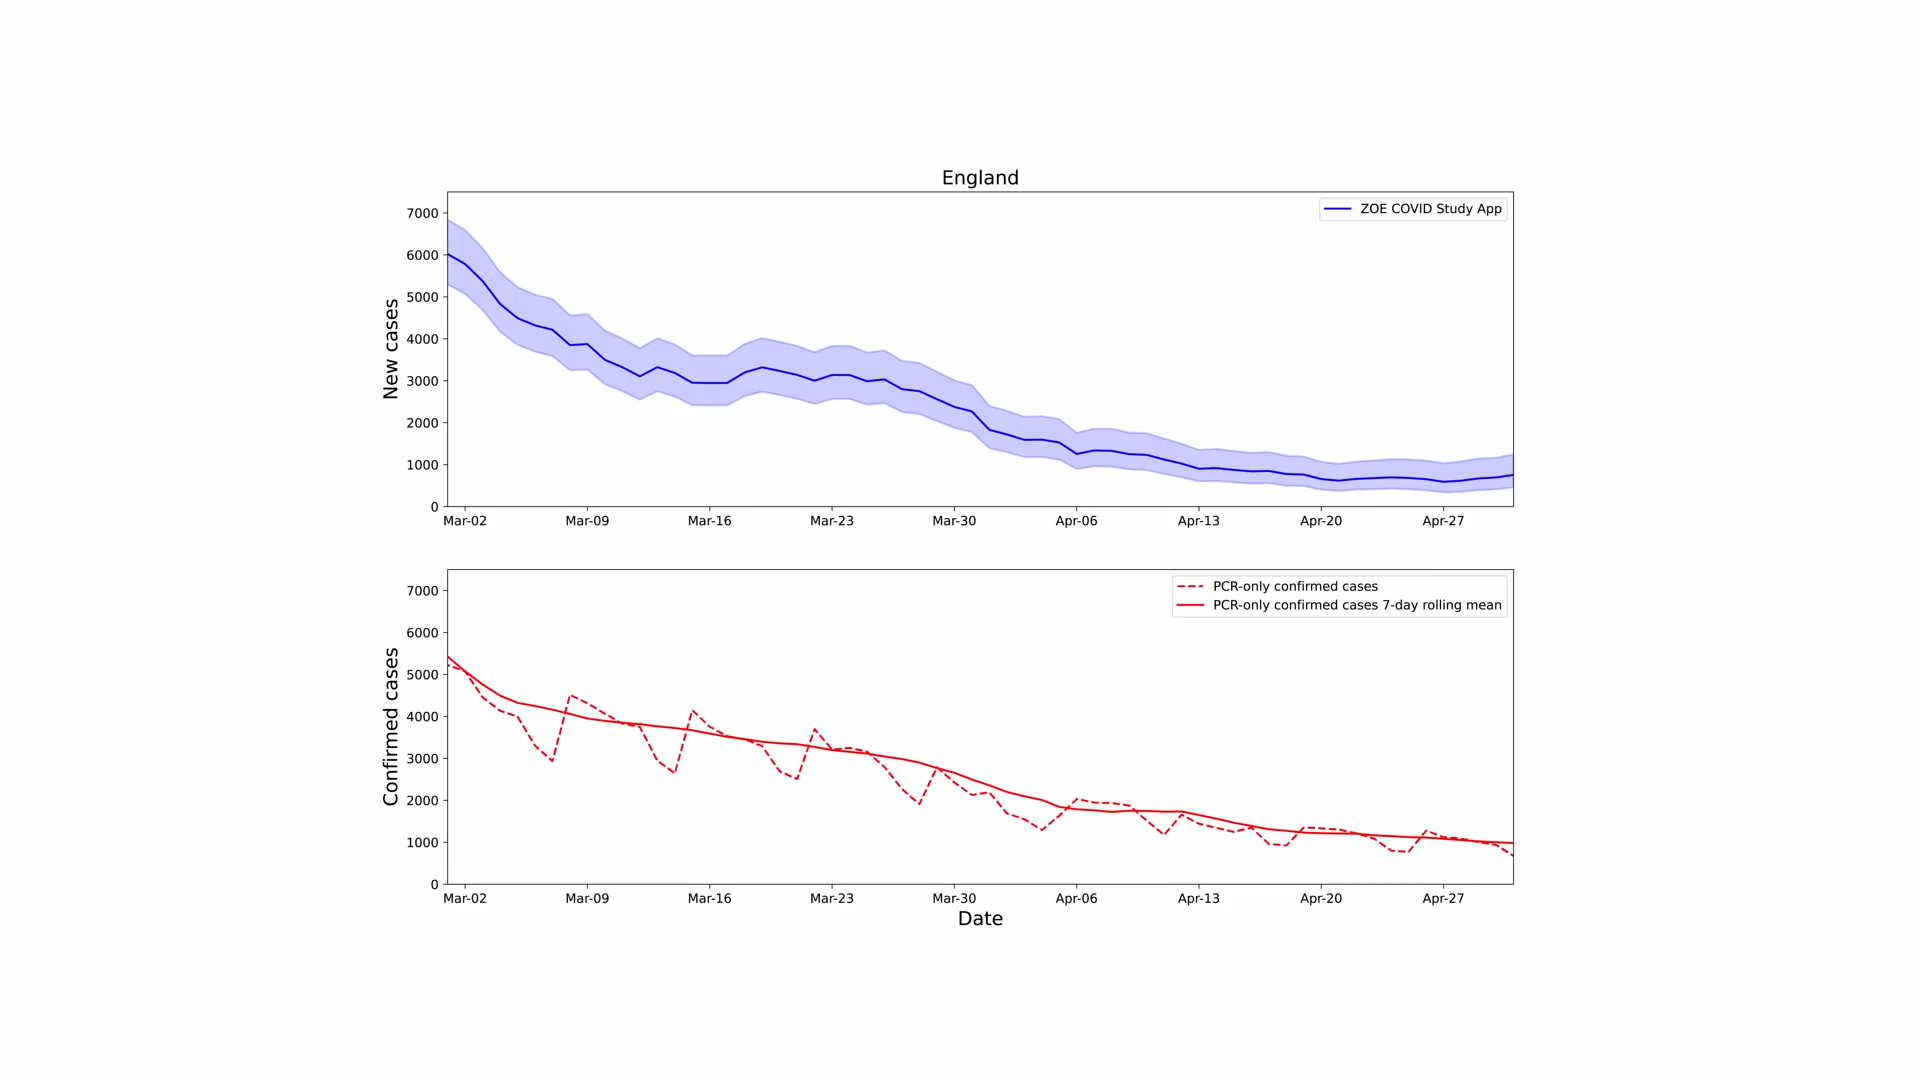 England
ZOE COVID Study App
New cases
7000
6000
5000
4000
3000
2000
1000
0
Mar-02 Mar-09 Mar-16 Mar-23 Mar-30 Apr-06 Apr-13 Apr-20 Apr-27
PCR-only confirmed cases
PCR-only confirmed cases 7-day rolling mean
Confirmed cases
7000
6000
5000
4000
3000
2000
1000
0
Mar-02 Mar-09 Mar-16 Mar-23 Mar-30 Apr-06 Apr-13 Apr-20 Apr-27
Date